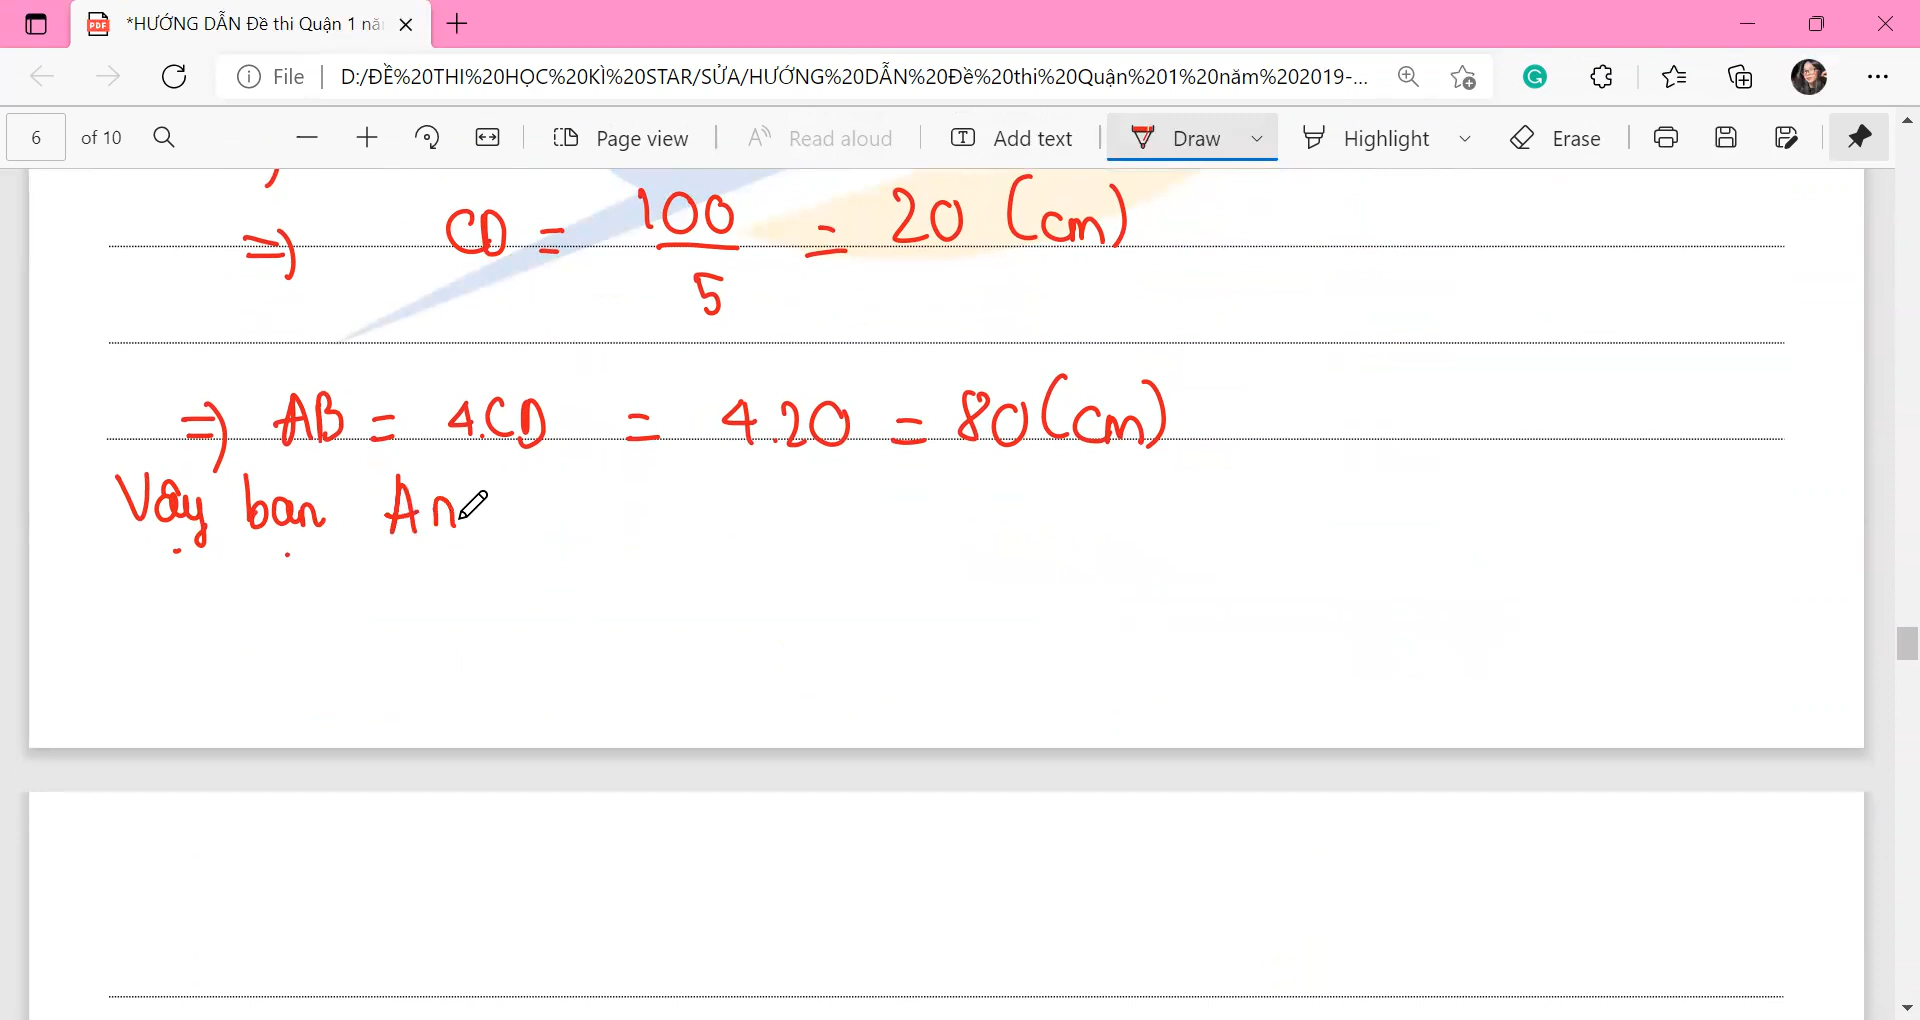 *HƯỚNG DẪN Đề thi Quận 1 nă
File D:/ĐỀ%20THI%20HỌC%20KÌ%20STAR/SỬA/HƯỚNG%20DẪN%20Đề%20thi%20Quận%201%20năm%202019-...
6 of 10 Page view Read aloud Add text Draw Highlight Erase
=> CD = 100/5 = 20 (cm)
=> AB = 4.CD = 4.20 = 80 (cm)
Vậy bạn An